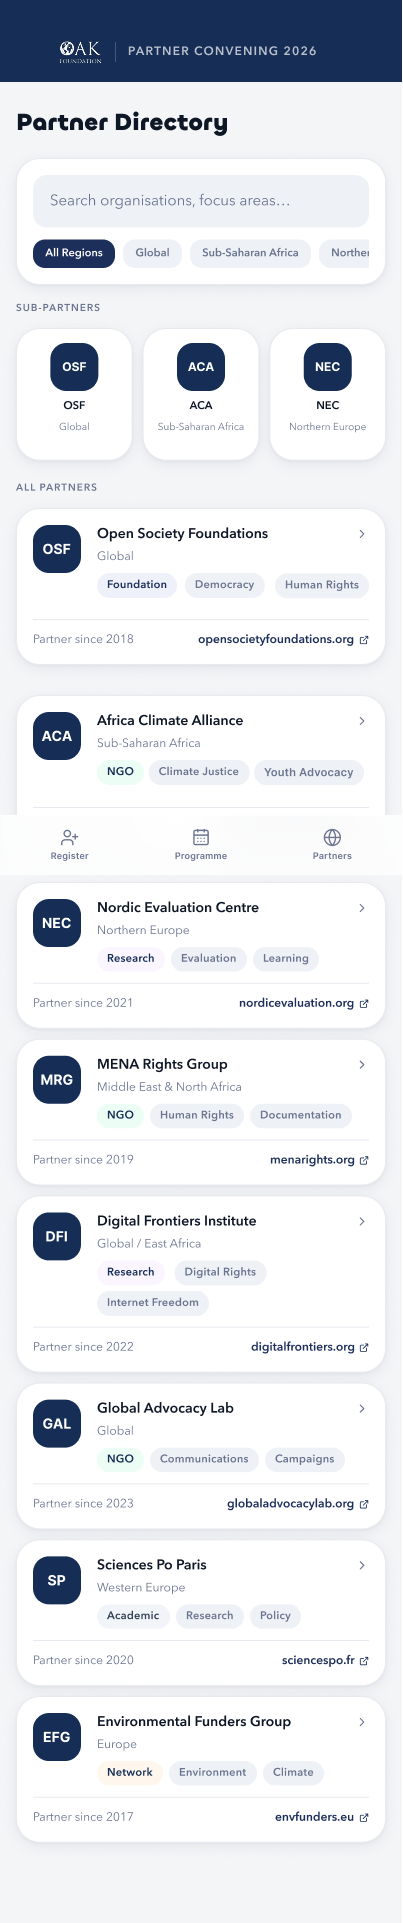 OAK
FOUNDATION
PARTNER CONVENING 2026
Partner Directory
Search organisations, focus areas...
All Regions Global Sub-Saharan Africa Norther
SUB-PARTNERS
OSF ACA NEC
OSF ACA NEC
Global Sub-Saharan Africa Northern Europe
ALL PARTNERS
OSF
Open Society Foundations
Global
Foundation Democracy Human Rights
Partner since 2018 opensocietyfoundations.org
ACA
Africa Climate Alliance
Sub-Saharan Africa
NGO Climate Justice Youth Advocacy
Register Programme Partners
NEC
Nordic Evaluation Centre
Northern Europe
Research Evaluation Learning
Partner since 2021 nordicevaluation.org
MRG
MENA Rights Group
Middle East & North Africa
NGO Human Rights Documentation
Partner since 2019 menarights.org
DFI
Digital Frontiers Institute
Global / East Africa
Research Digital Rights
Internet Freedom
Partner since 2022 digitalfrontiers.org
GAL
Global Advocacy Lab
Global
NGO Communications Campaigns
Partner since 2023 globaladvocacylab.org
SP
Sciences Po Paris
Western Europe
Academic Research Policy
Partner since 2020 sciencespo.fr
EFG
Environmental Funders Group
Europe
Network Environment Climate
Partner since 2017 envfunders.eu